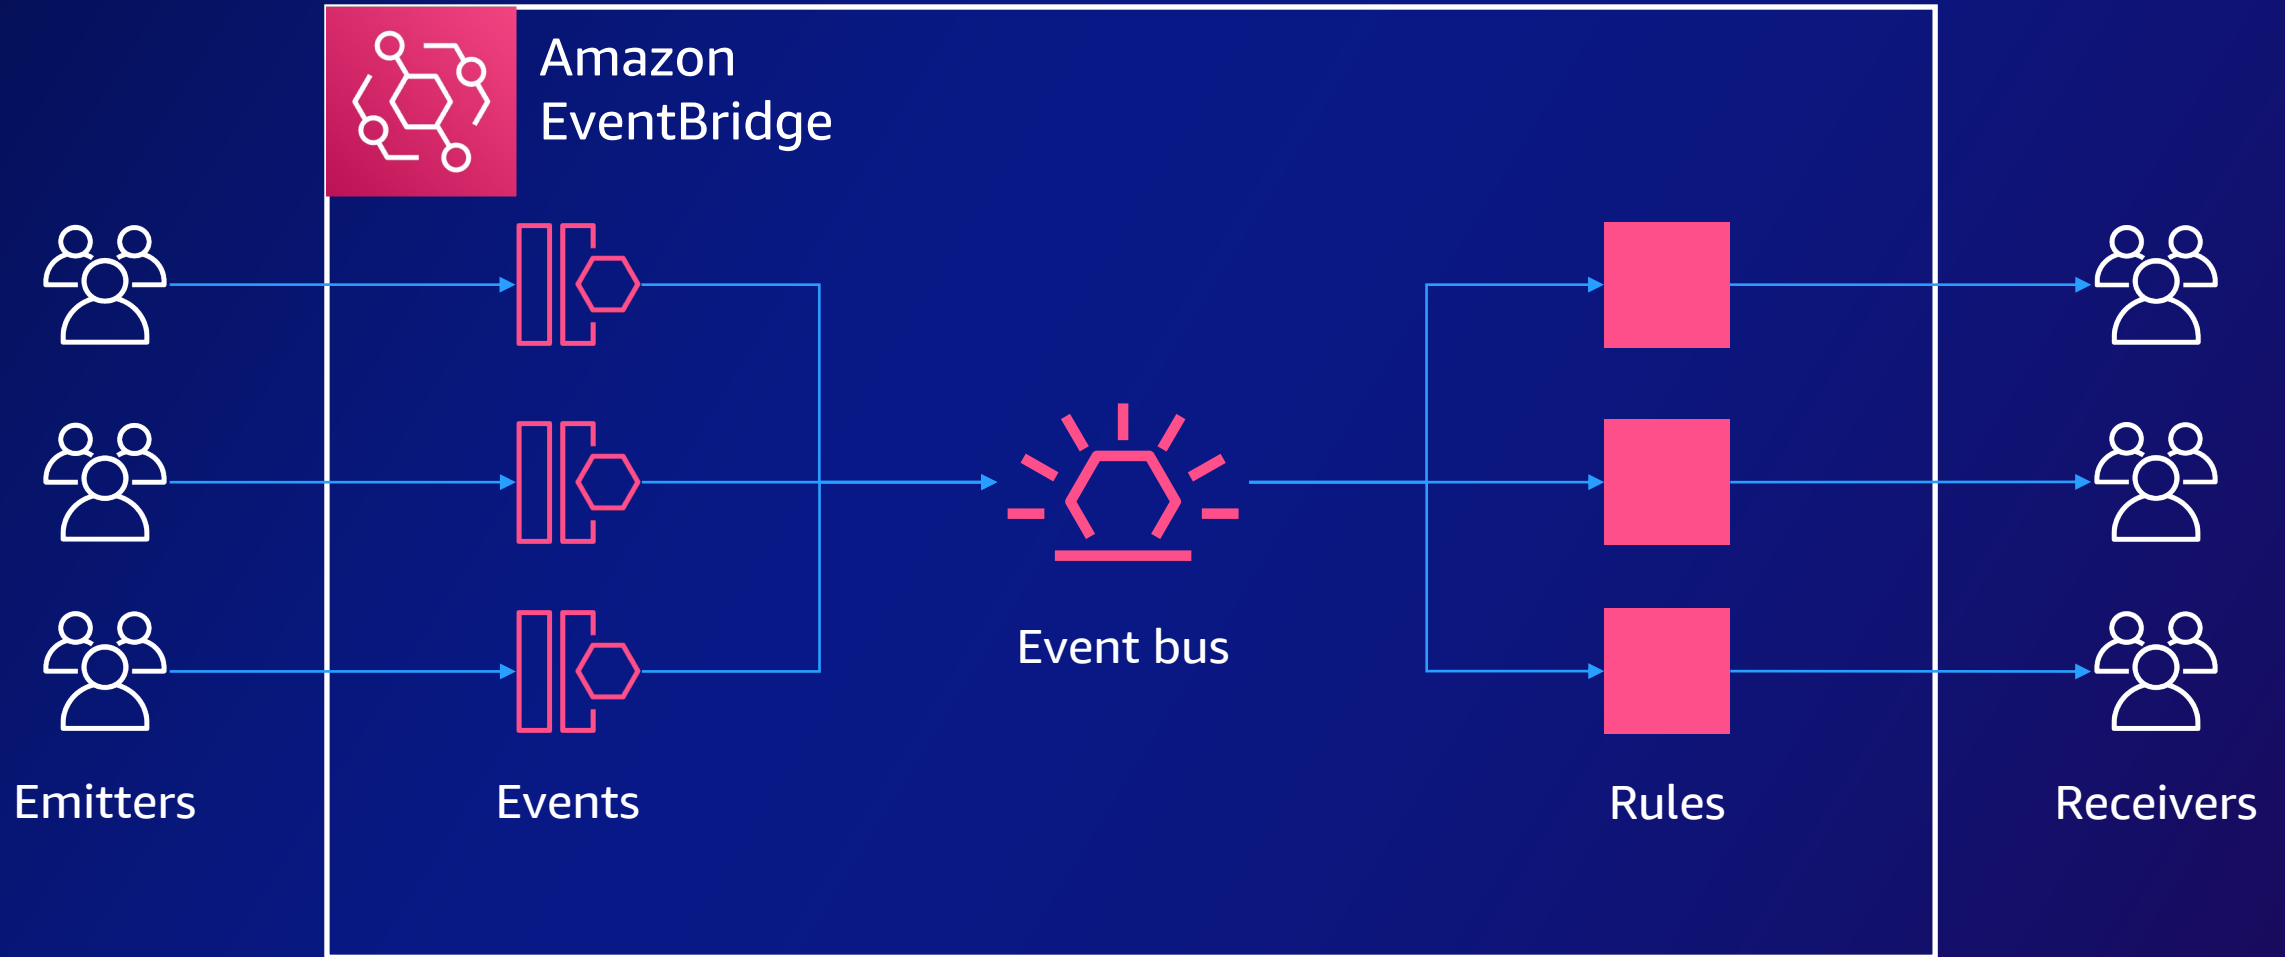 Amazon
EventBridge
Event bus
Emitters
Events
Rules
Receivers